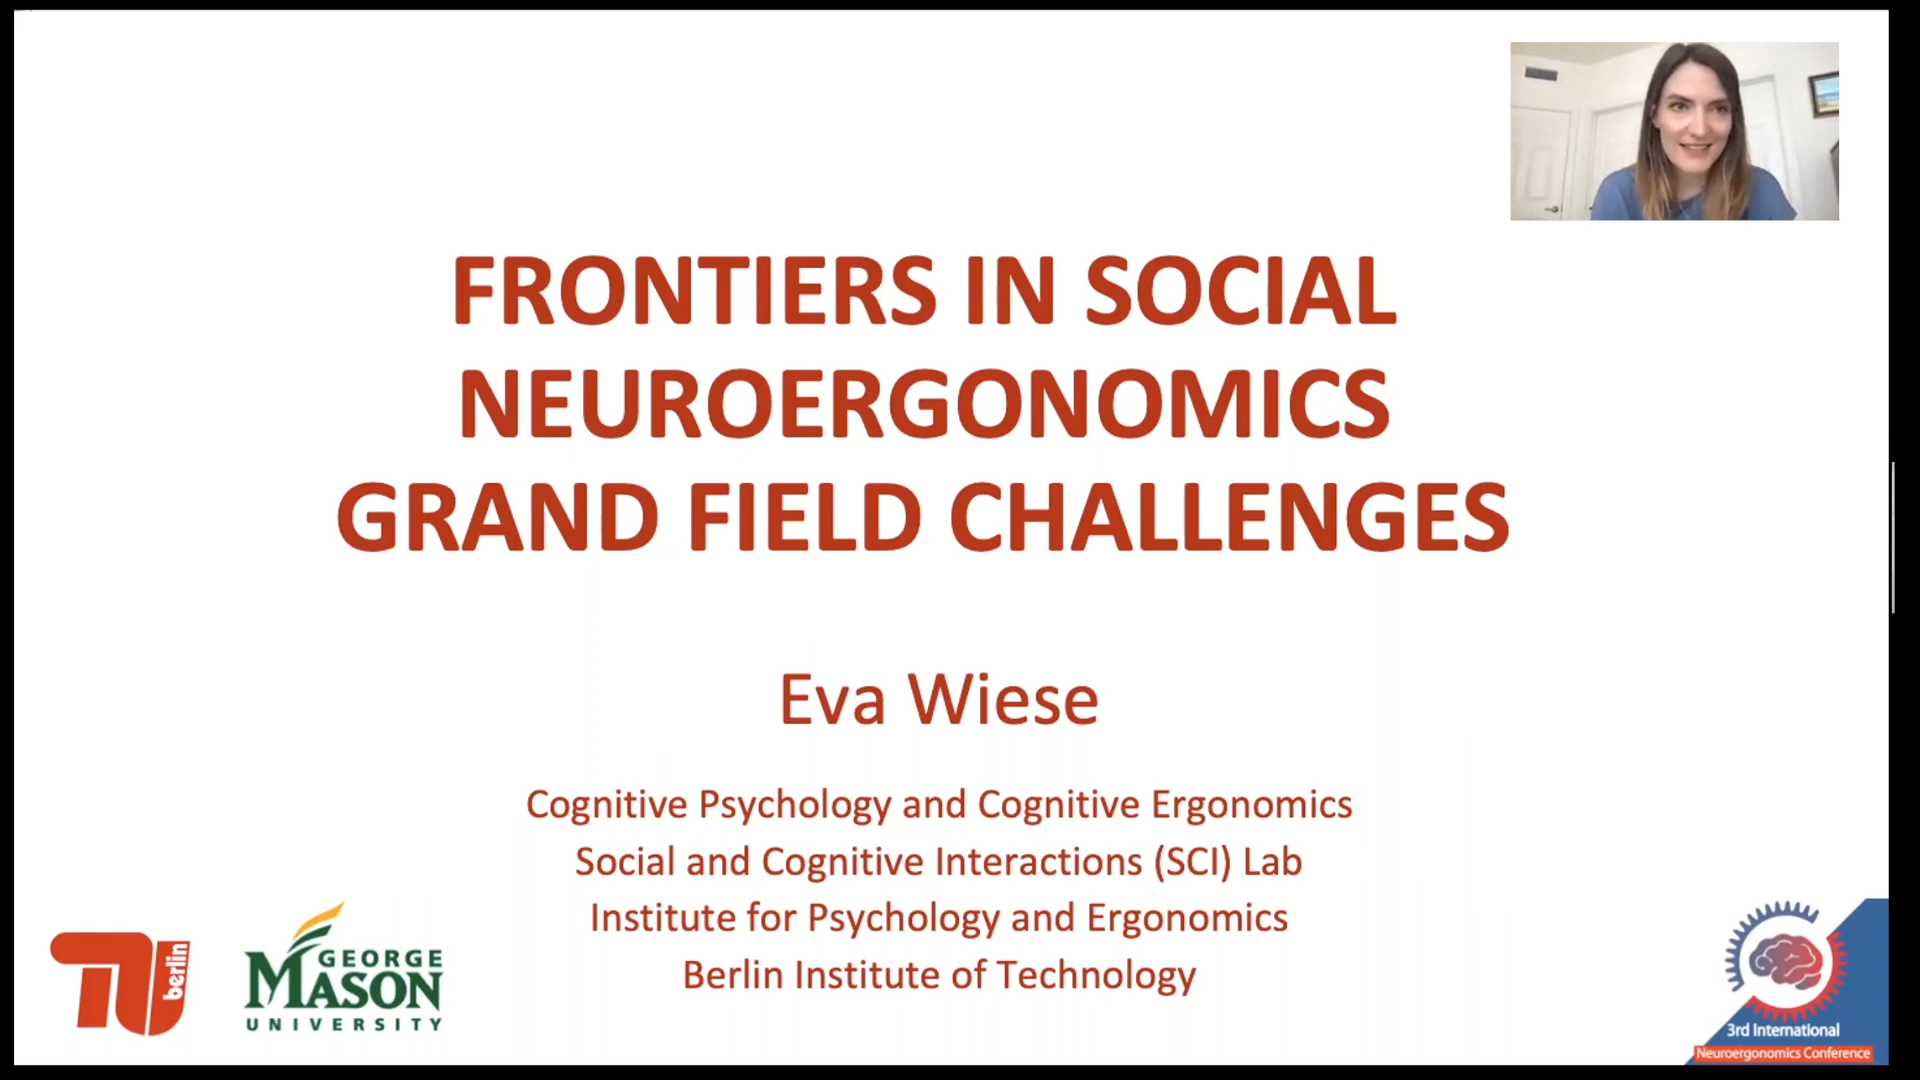 FRONTIERS IN SOCIAL
NEUROERGONOMICS
GRAND FIELD CHALLENGES
Eva Wiese
Cognitive Psychology and Cognitive Ergonomics
Social and Cognitive Interactions (SCI) Lab
Institute for Psychology and Ergonomics
Berlin Institute of Technology
TU berlin
GEORGE
MASON
UNIVERSITY
3rd International
Neuroergonomics Conference